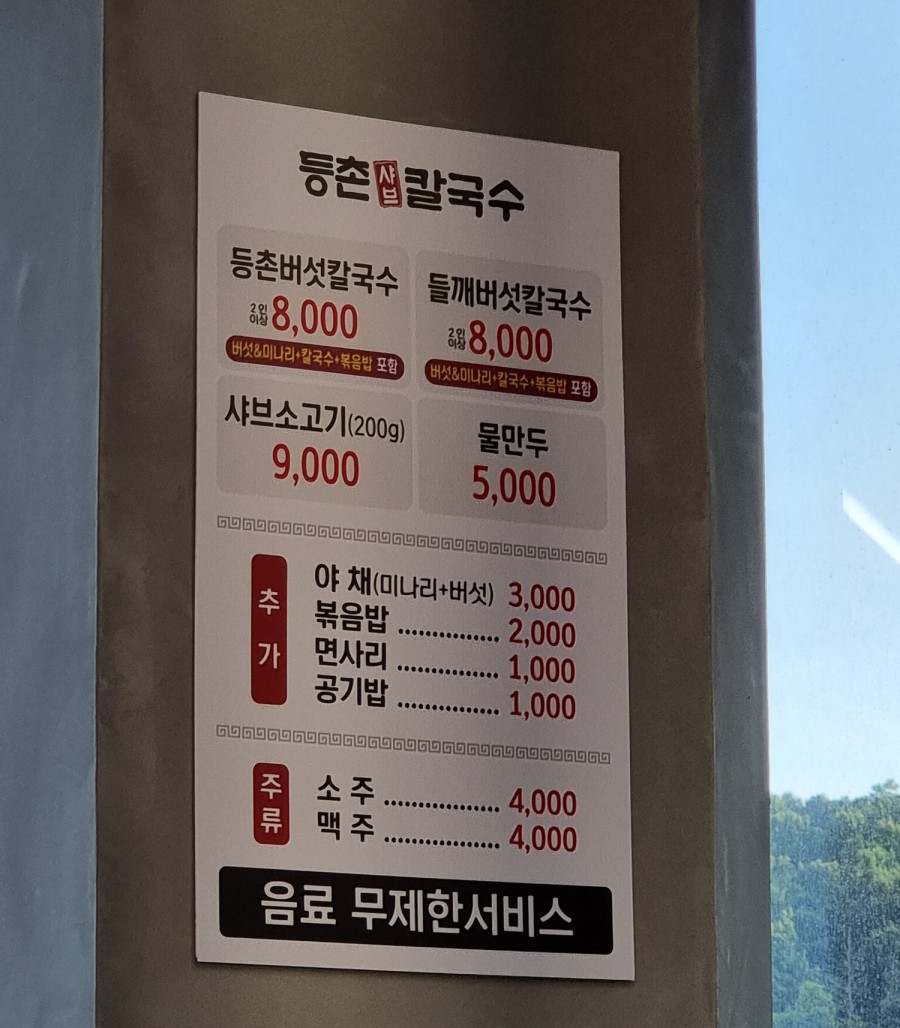 등촌샤브칼국수
등촌버섯칼국수
2인 이상 8,000
버섯&미나리+칼국수+볶음밥 포함
들깨버섯칼국수
2인 이상 8,000
버섯&미나리+칼국수+볶음밥 포함
샤브소고기(200g)
9,000
물만두
5,000
추가
야 채(미나리+버섯) 3,000
볶음밥 ............... 2,000
면사리 ............... 1,000
공기밥 ............... 1,000
주류
소 주 ................. 4,000
맥 주 ................. 4,000
음료 무제한서비스